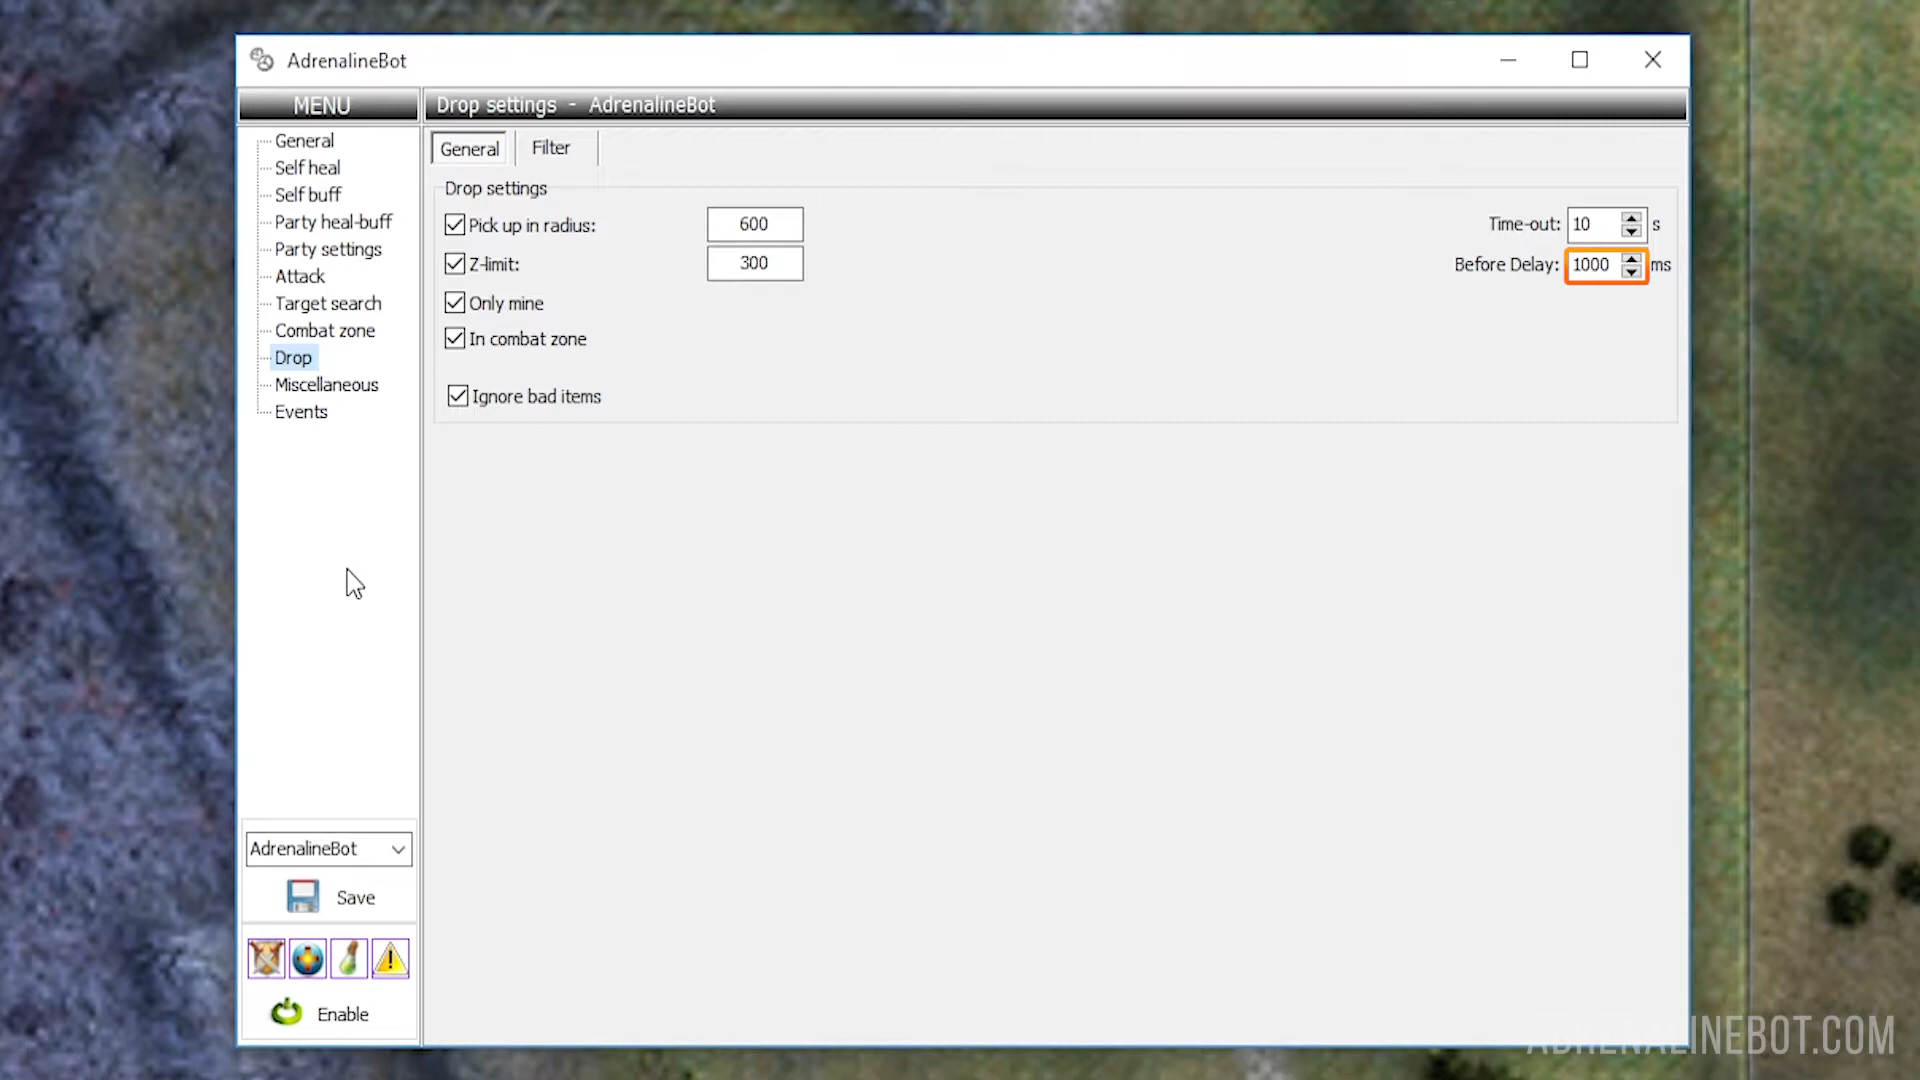 AdrenalineBot
MENU
Drop settings - AdrenalineBot
General
Self heal
Self buff
Party heal-buff
Party settings
Attack
Target search
Combat zone
Drop
Miscellaneous
Events
General Filter
Drop settings
Pick up in radius: 600 Time-out: 10 s
Z-limit: 300 Before Delay: 1000 ms
Only mine
In combat zone
Ignore bad items
AdrenalineBot
Save
Enable
ADRENALINEBOT.COM